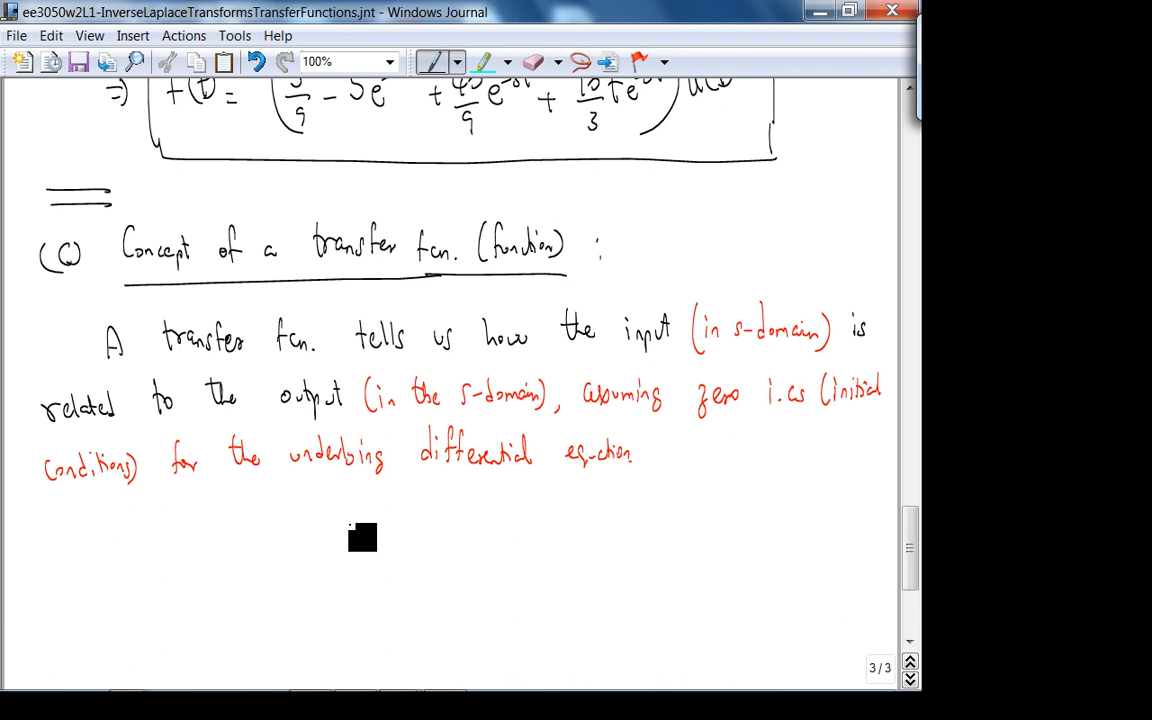 ee3050w2L1-InverseLaplaceTransformsTransferFunctions.jnt - Windows Journal
File Edit View Insert Actions Tools Help
100%
⇒) f(t) =
(C) Concept of a transfer fcn. (function) :
A transfer fcn. tells us how the input (in s-domain) is
related to the output (in the s-domain), assuming zero i.cs (initial
conditions) for the underlying differential equation.
3/3